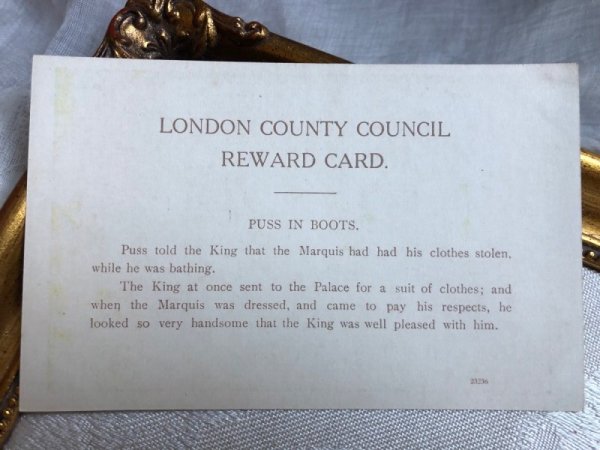 LONDON COUNTY COUNCIL
REWARD CARD.
PUSS IN BOOTS.
Puss told the King that the Marquis had had his clothes stolen,
while he was bathing.
The King at once sent to the Palace for a suit of clothes; and
when the Marquis was dressed, and came to pay his respects, he
looked so very handsome that the King was well pleased with him.
23236